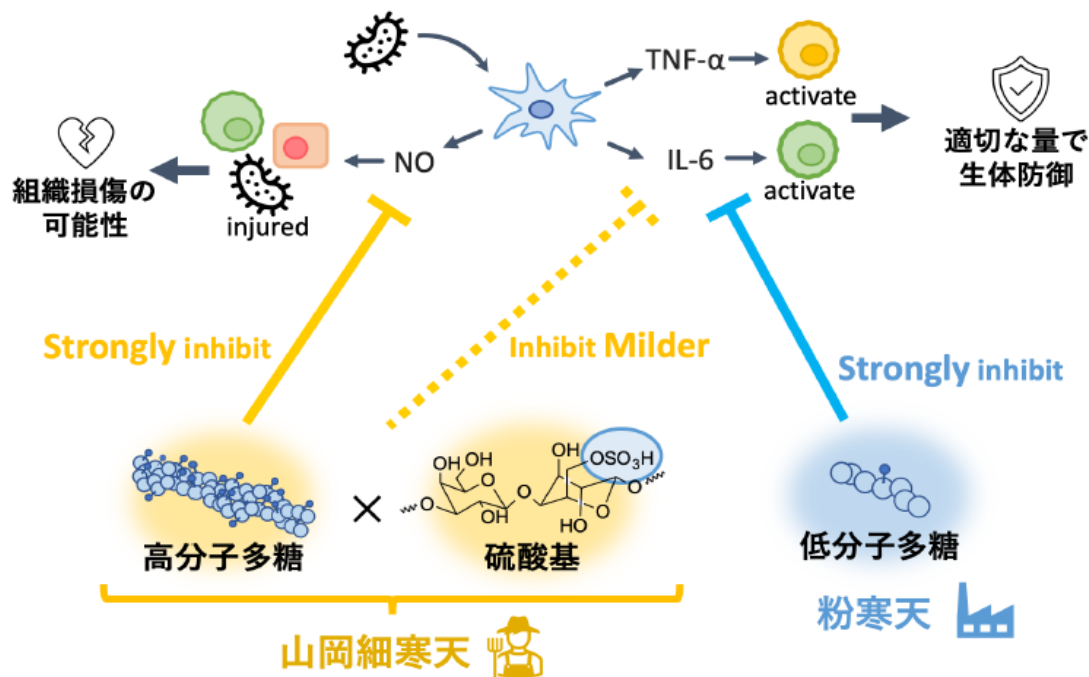 TNF-α
activate
NO
IL-6
activate
injured
組織損傷の
可能性
適切な量で
生体防御
Strongly inhibit
Inhibit Milder
Strongly inhibit
OH
OH
OH
O
O
OH
O
OH
OSO₃H
O
HO
O
高分子多糖
×
硫酸基
低分子多糖
山岡細寒天
粉寒天